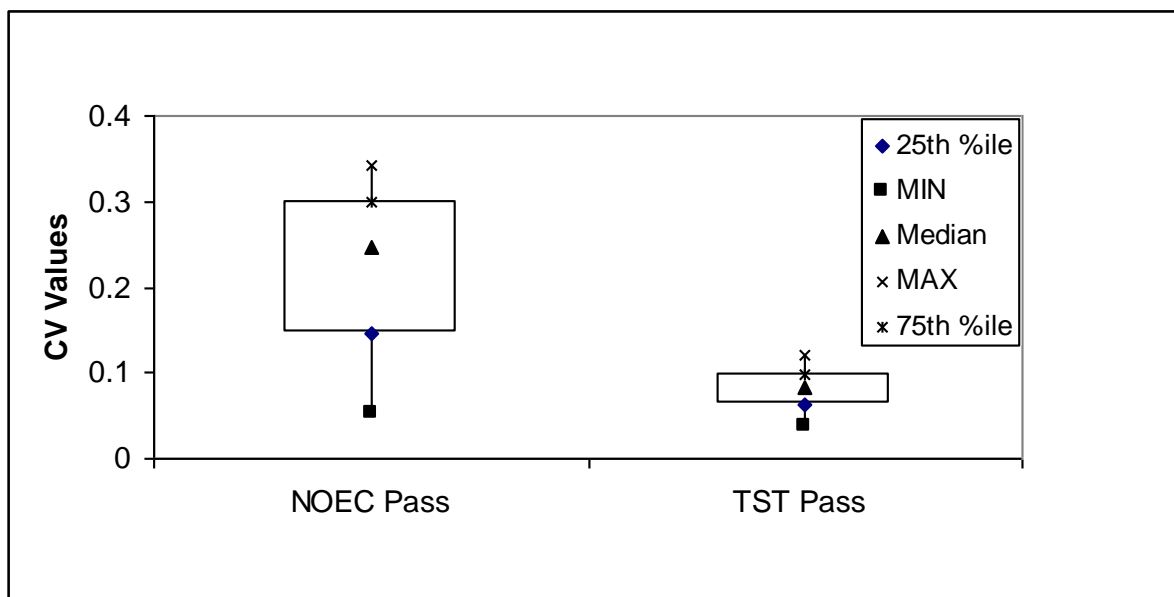 CV Values
0.4
0.3
0.2
0.1
0
NOEC Pass
TST Pass
25th %ile
MIN
Median
MAX
75th %ile